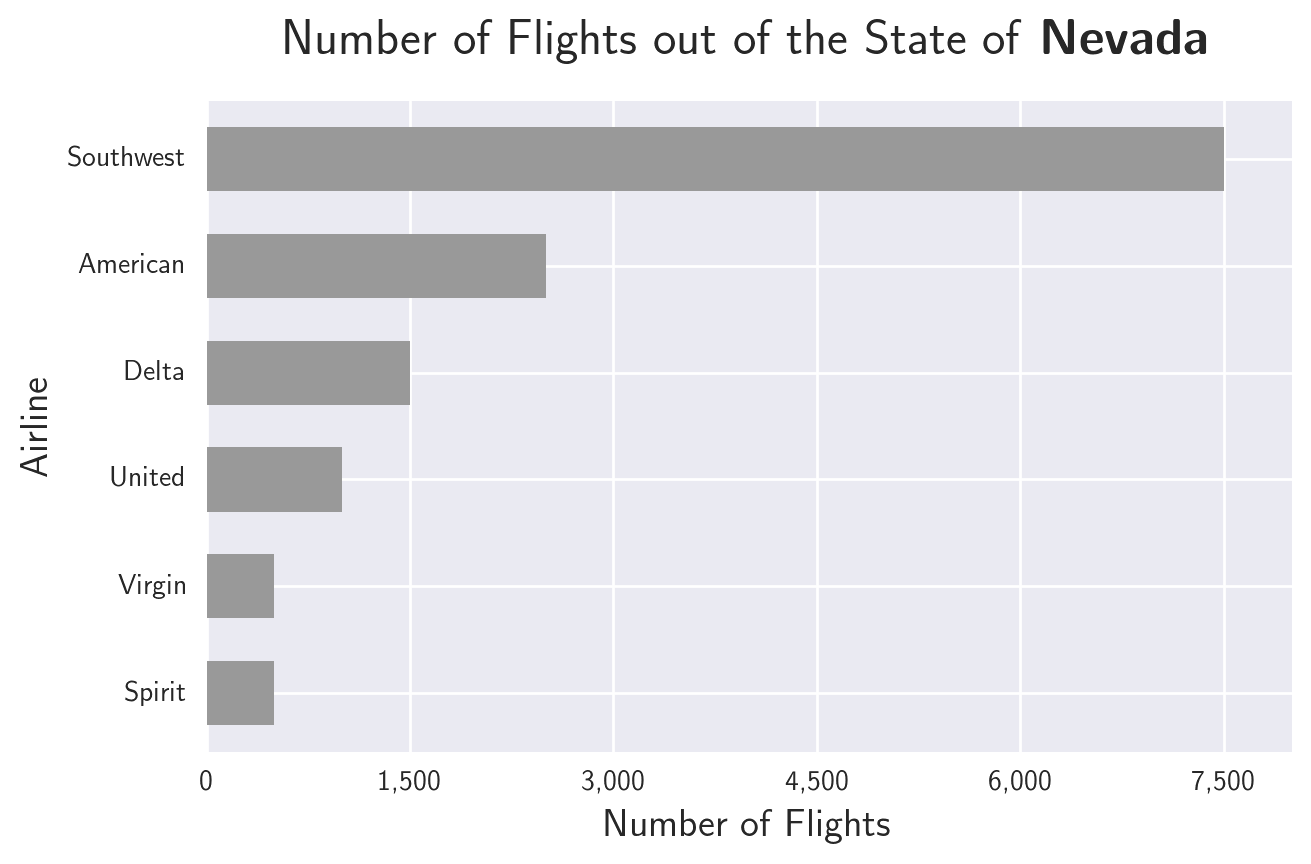 Number of Flights out of the State of Nevada
Southwest
American
Delta
United
Virgin
Spirit
Airline
0 1,500 3,000 4,500 6,000 7,500
Number of Flights